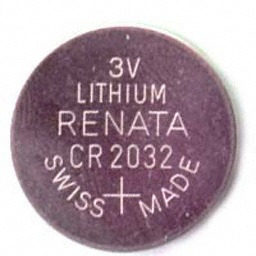 3V
LITHIUM
RENATA
CR 2032
SWISS + MADE